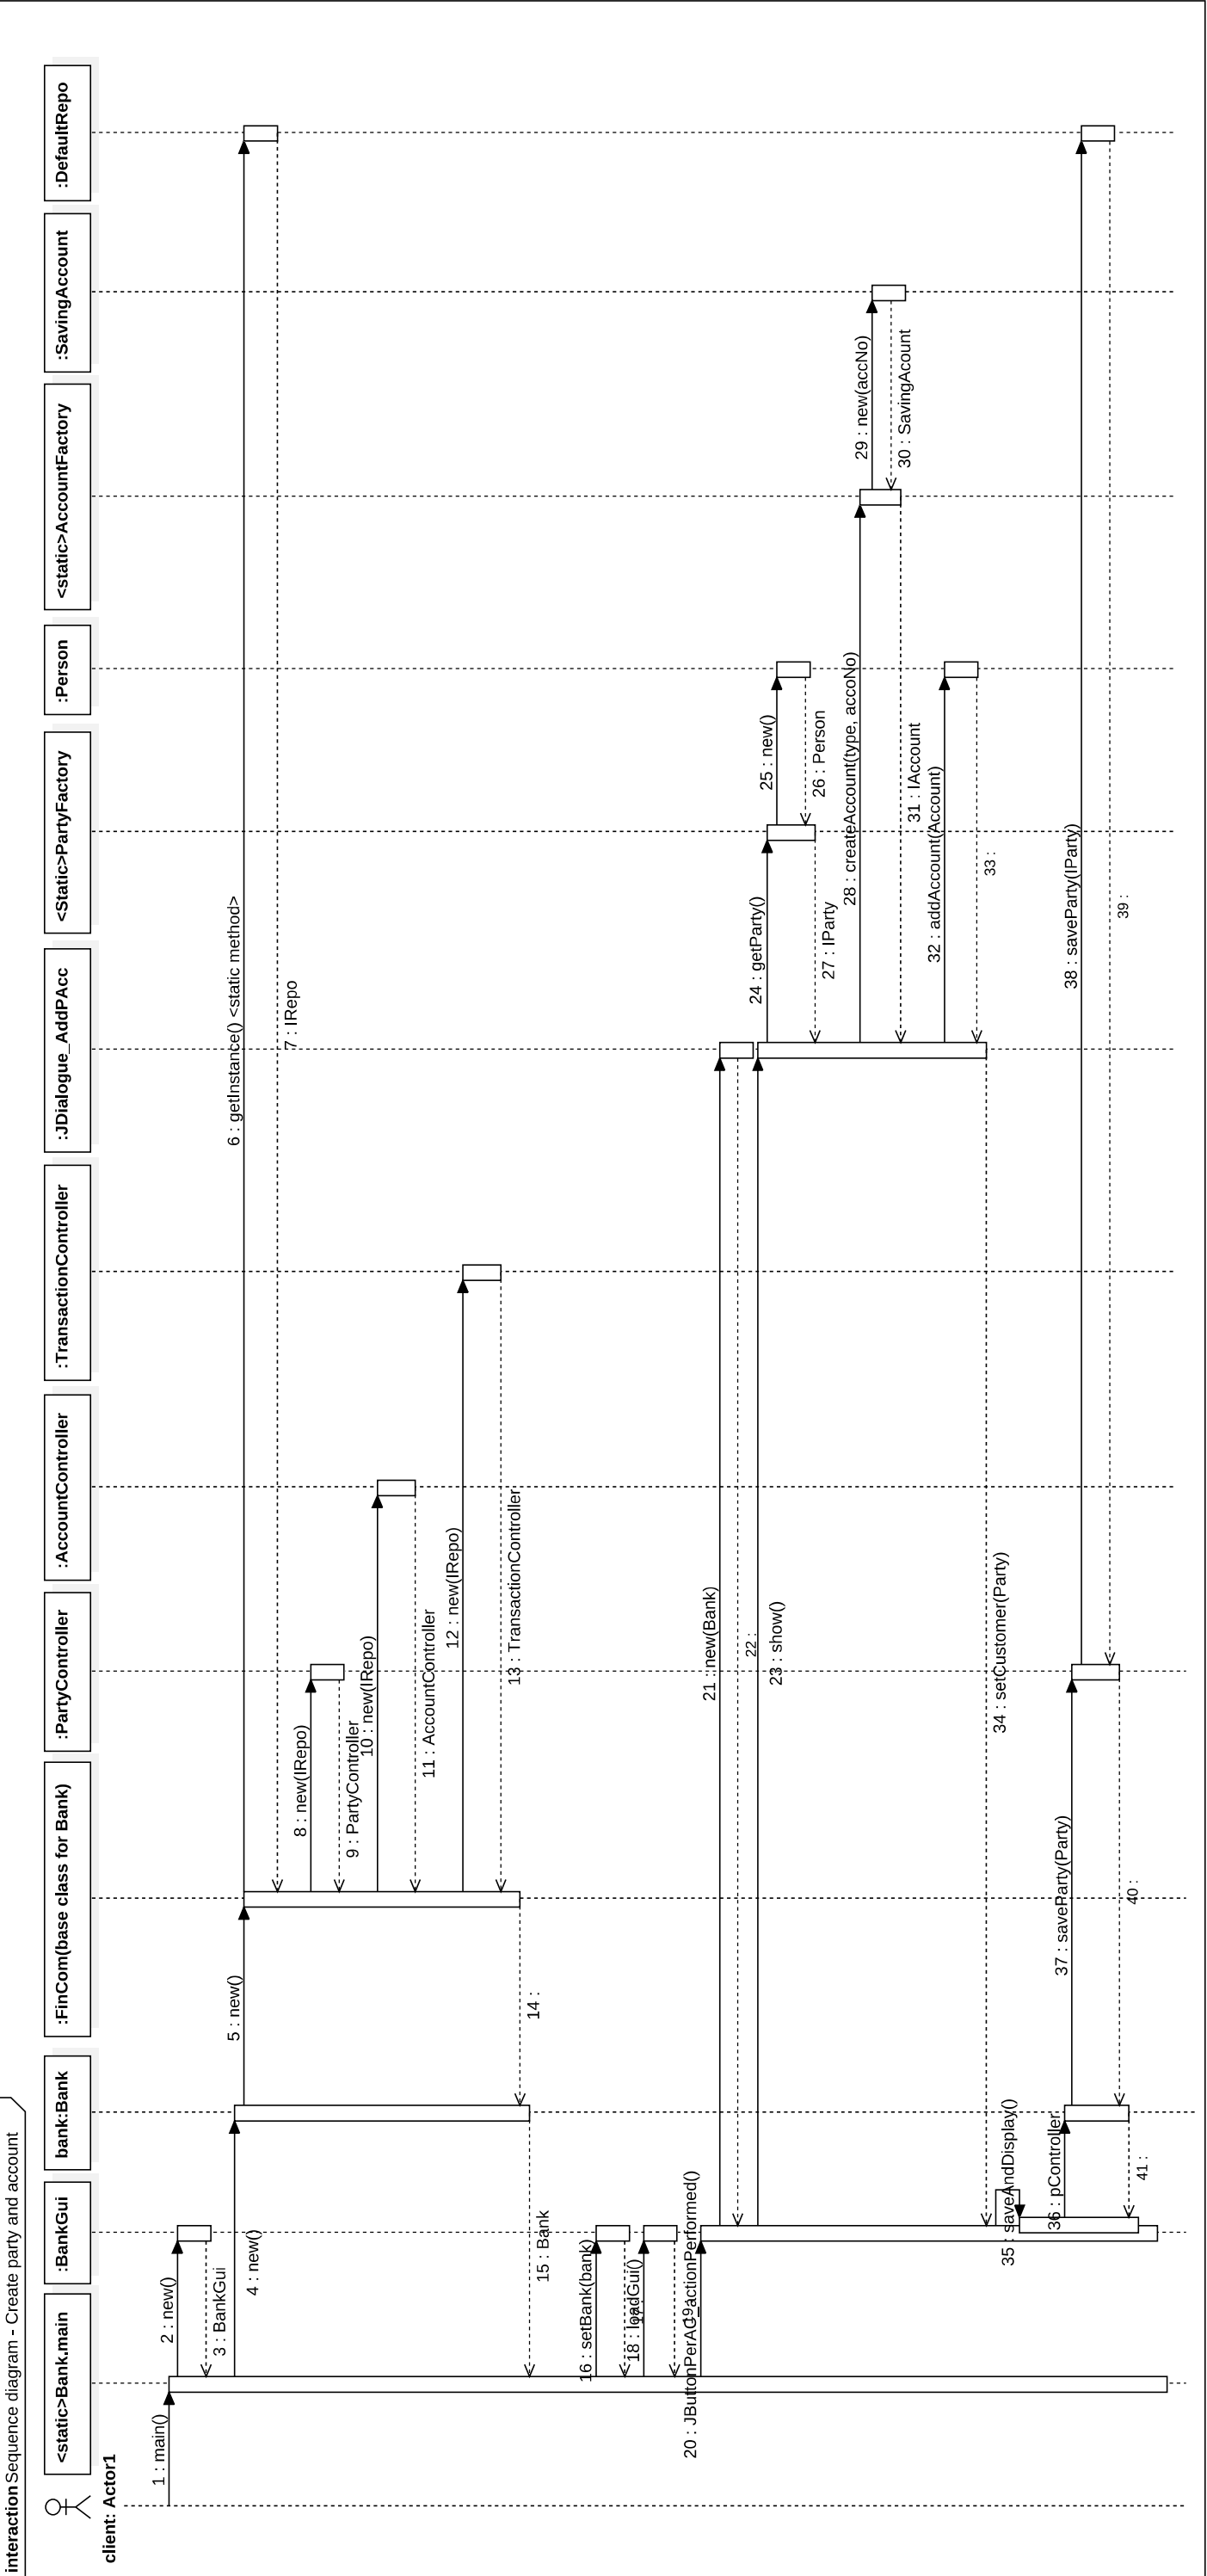 interaction Sequence diagram - Create party and account
client: Actor1
<static>Bank.main
:BankGui
bank:Bank
:FinCom(base class for Bank)
:PartyController
:AccountController
:TransactionController
:JDialogue_AddPAcc
<Static>PartyFactory
:Person
<static>AccountFactory
:SavingAccount
:DefaultRepo
1 : main()
2 : new()
3 : BankGui
4 : new()
5 : new()
6 : getInstance() <static method>
7 : IRepo
8 : new(IRepo)
9 : PartyController
10 : new(IRepo)
11 : AccountController
12 : new(IRepo)
13 : TransactionController
14 :
15 : Bank
16 : setBank(bank)
17 :
18 : loadGui()
19 :
20 : JButtonPerAC_actionPerformed()
21 : new(Bank)
22 :
23 : show()
24 : getParty()
25 : new()
26 : Person
27 : IParty
28 : createAccount(type, accoNo)
29 : new(accNo)
30 : SavingAcount
31 : IAccount
32 : addAccount(Account)
33 :
34 : setCustomer(Party)
35 : saveAndDisplay()
36 : pController
37 : saveParty(Party)
38 : saveParty(IParty)
39 :
40 :
41 :